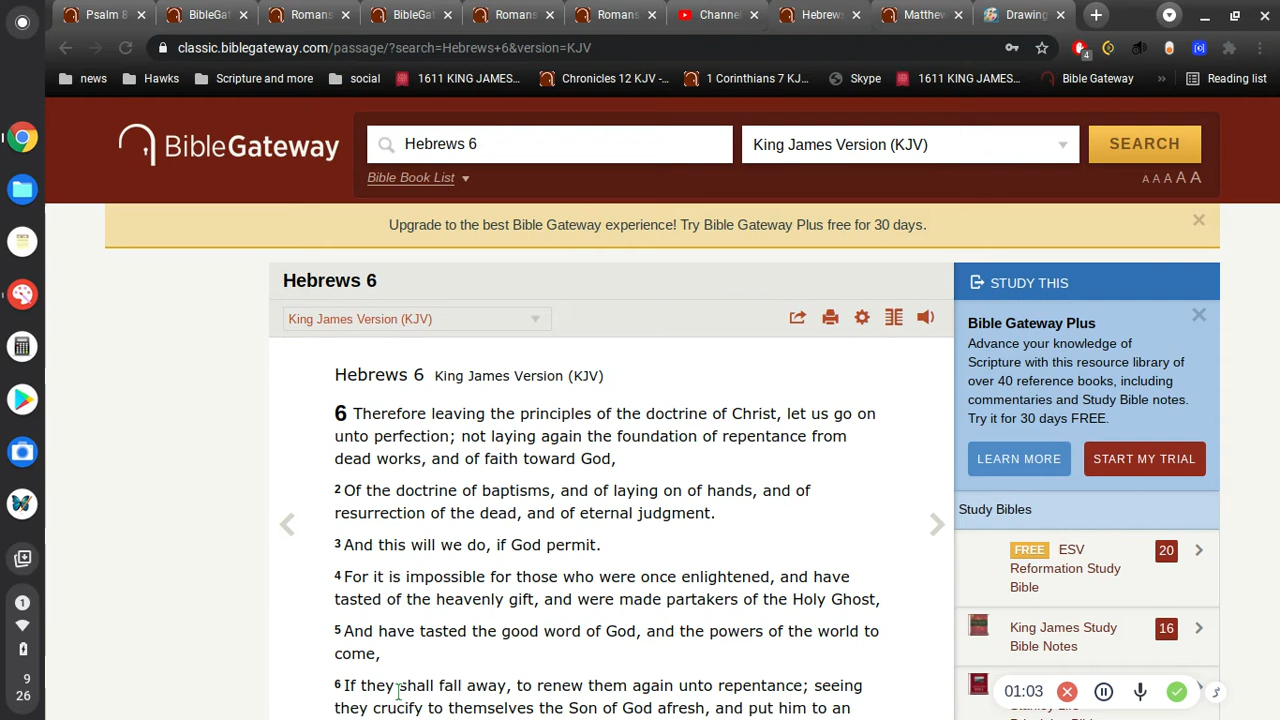 Psalm 8
BibleGat
Romans
BibleGat
Romans
Romans
Channel
Hebrews
Matthew
Drawing
classic.biblegateway.com/passage/?search=Hebrews+6&version=KJV
4
news
Hawks
Scripture and more
social
1611 KING JAMES...
Chronicles 12 KJV -...
1 Corinthians 7 KJ...
Skype
1611 KING JAMES...
Bible Gateway
»
Reading list
BibleGateway
Hebrews 6
King James Version (KJV)
SEARCH
Bible Book List
A A A A A
Upgrade to the best Bible Gateway experience! Try Bible Gateway Plus free for 30 days.
Hebrews 6
King James Version (KJV)
Hebrews 6 King James Version (KJV)
6 Therefore leaving the principles of the doctrine of Christ, let us go on
unto perfection; not laying again the foundation of repentance from
dead works, and of faith toward God,
2 Of the doctrine of baptisms, and of laying on of hands, and of
resurrection of the dead, and of eternal judgment.
3 And this will we do, if God permit.
4 For it is impossible for those who were once enlightened, and have
tasted of the heavenly gift, and were made partakers of the Holy Ghost,
5 And have tasted the good word of God, and the powers of the world to
come,
6 If they shall fall away, to renew them again unto repentance; seeing
they crucify to themselves the Son of God afresh, and put him to an
STUDY THIS
Bible Gateway Plus
Advance your knowledge of
Scripture with this resource library of
over 40 reference books, including
commentaries and Study Bible notes.
Try it for 30 days FREE.
LEARN MORE
START MY TRIAL
Study Bibles
FREE ESV
Reformation Study
Bible
20
King James Study
Bible Notes
16
01:03
1
9
26